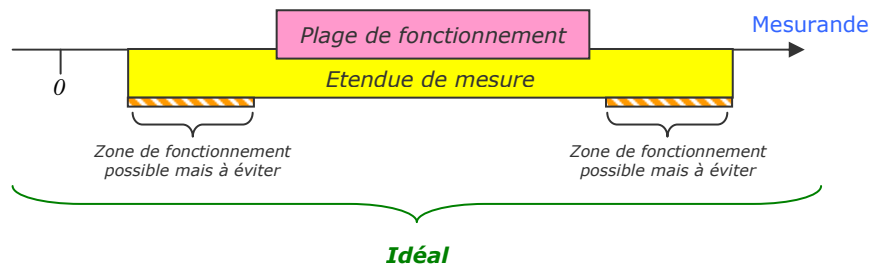 Plage de fonctionnement
Mesurande
Etendue de mesure
0
Zone de fonctionnement
possible mais à éviter
Zone de fonctionnement
possible mais à éviter
Idéal